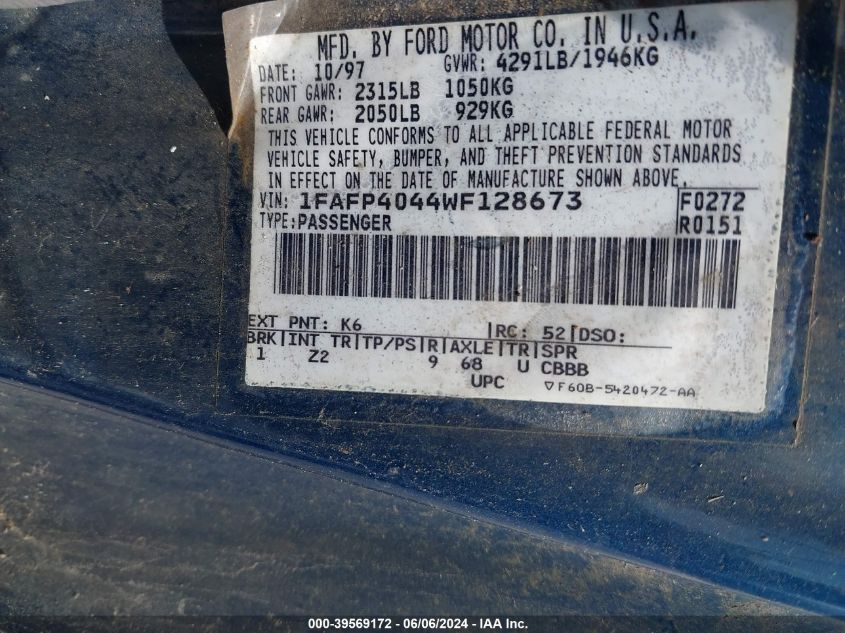 MFD. BY FORD MOTOR CO. IN U.S.A.
DATE: 10/97 GVWR: 4291LB/1946KG
FRONT GAWR: 2315LB 1050KG
REAR GAWR: 2050LB 929KG
THIS VEHICLE CONFORMS TO ALL APPLICABLE FEDERAL MOTOR
VEHICLE SAFETY, BUMPER, AND THEFT PREVENTION STANDARDS
IN EFFECT ON THE DATE OF MANUFACTURE SHOWN ABOVE.
VIN: 1FAFP4044WF128673 F0272
TYPE: PASSENGER R0151
EXT PNT: K6 |RC: 52|DSO:
BRK|INT TR|TP/PS|R|AXLE|TR|SPR
1 Z2 9 68 U CBBB
UPC ▽F60B-5420472-AA
000-39569172 - 06/06/2024 - IAA Inc.